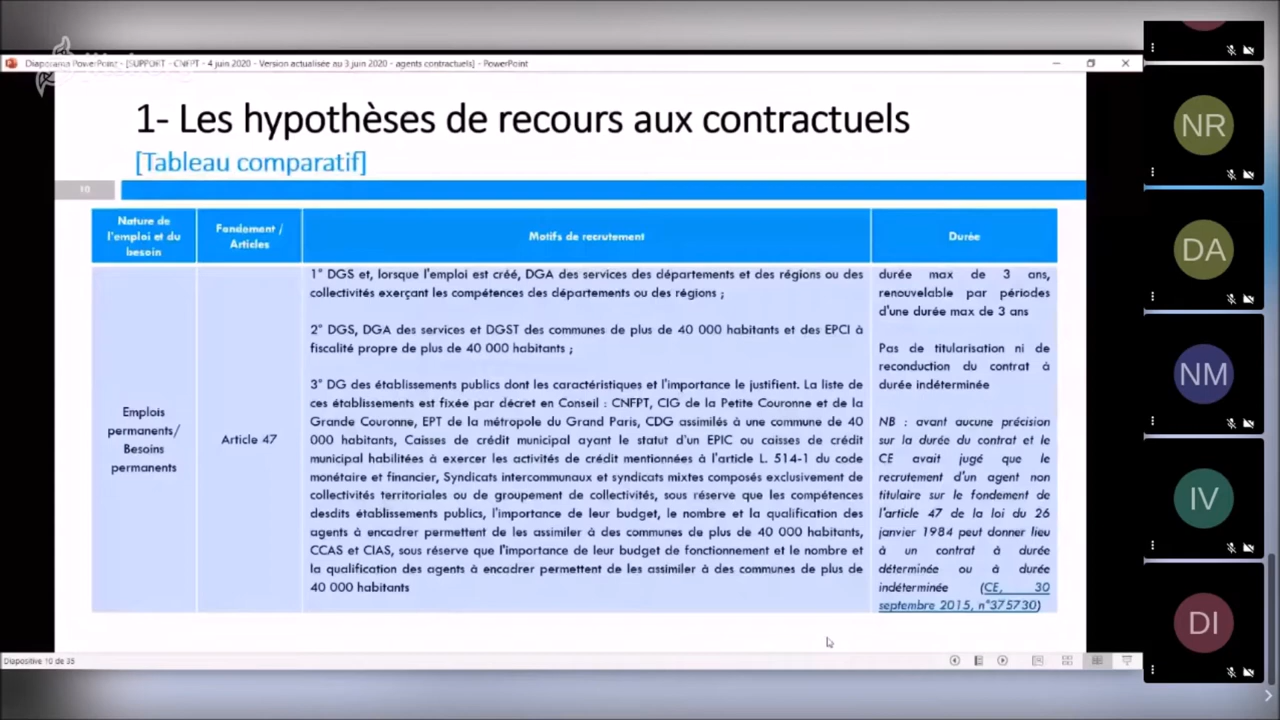 Diaporama PowerPoint - [SUPPORT - CNFPT - 4 juin 2020 - Version actualisée au 3 juin 2020 - agents contractuels] - PowerPoint
1- Les hypothèses de recours aux contractuels
[Tableau comparatif]
10
Nature de
l'emploi et du
besoin
Fondement /
Articles
Motifs de recrutement
Durée
Emplois
permanents/
Besoins
permanents
Article 47
1° DGS et, lorsque l'emploi est créé, DGA des services des départements et des régions ou des
collectivités exerçant les compétences des départements ou des régions ;
2° DGS, DGA des services et DGST des communes de plus de 40 000 habitants et des EPCI à
fiscalité propre de plus de 40 000 habitants ;
3° DG des établissements publics dont les caractéristiques et l'importance le justifient. La liste de
ces établissements est fixée par décret en Conseil : CNFPT, CIG de la Petite Couronne et de la
Grande Couronne, EPT de la métropole du Grand Paris, CDG assimilés à une commune de 40
000 habitants, Caisses de crédit municipal ayant le statut d'un EPIC ou caisses de crédit
municipal habilitées à exercer les activités de crédit mentionnées à l'article L. 514-1 du code
monétaire et financier, Syndicats intercommunaux et syndicats mixtes composés exclusivement de
collectivités territoriales ou de groupement de collectivités, sous réserve que les compétences
desdits établissements publics, l'importance de leur budget, le nombre et la qualification des
agents à encadrer permettent de les assimiler à des communes de plus de 40 000 habitants,
CCAS et CIAS, sous réserve que l'importance de leur budget de fonctionnement et le nombre et
la qualification des agents à encadrer permettent de les assimiler à des communes de plus de
40 000 habitants
durée max de 3 ans,
renouvelable par périodes
d'une durée max de 3 ans
Pas de titularisation ni de
reconduction du contrat à
durée indéterminée
NB : avant aucune précision
sur la durée du contrat et le
CE avait jugé que le
recrutement d'un agent non
titulaire sur le fondement de
l'article 47 de la loi du 26
janvier 1984 peut donner lieu
à un contrat à durée
déterminée ou à durée
indéterminée (CE, 30
septembre 2015, n°375730)
Diapositive 10 de 35
NR
DA
NM
IV
DI